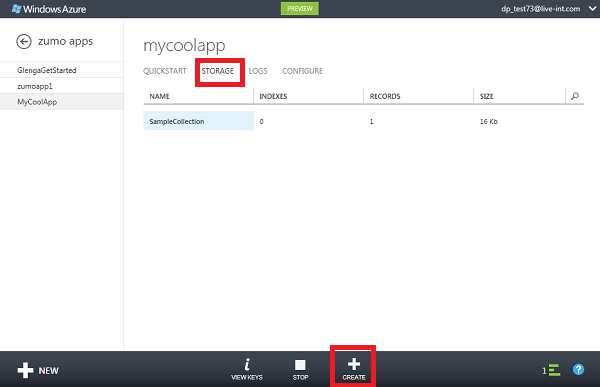 Windows Azure
PREVIEW
dp_test73@live-int.com
zumo apps
GlengaGetStarted
zumoapp1
MyCoolApp
mycoolapp
QUICKSTART STORAGE LOGS CONFIGURE
NAME INDEXES RECORDS SIZE
SampleCollection 0 1 16 Kb
NEW
VIEW KEYS
STOP
CREATE
1
?